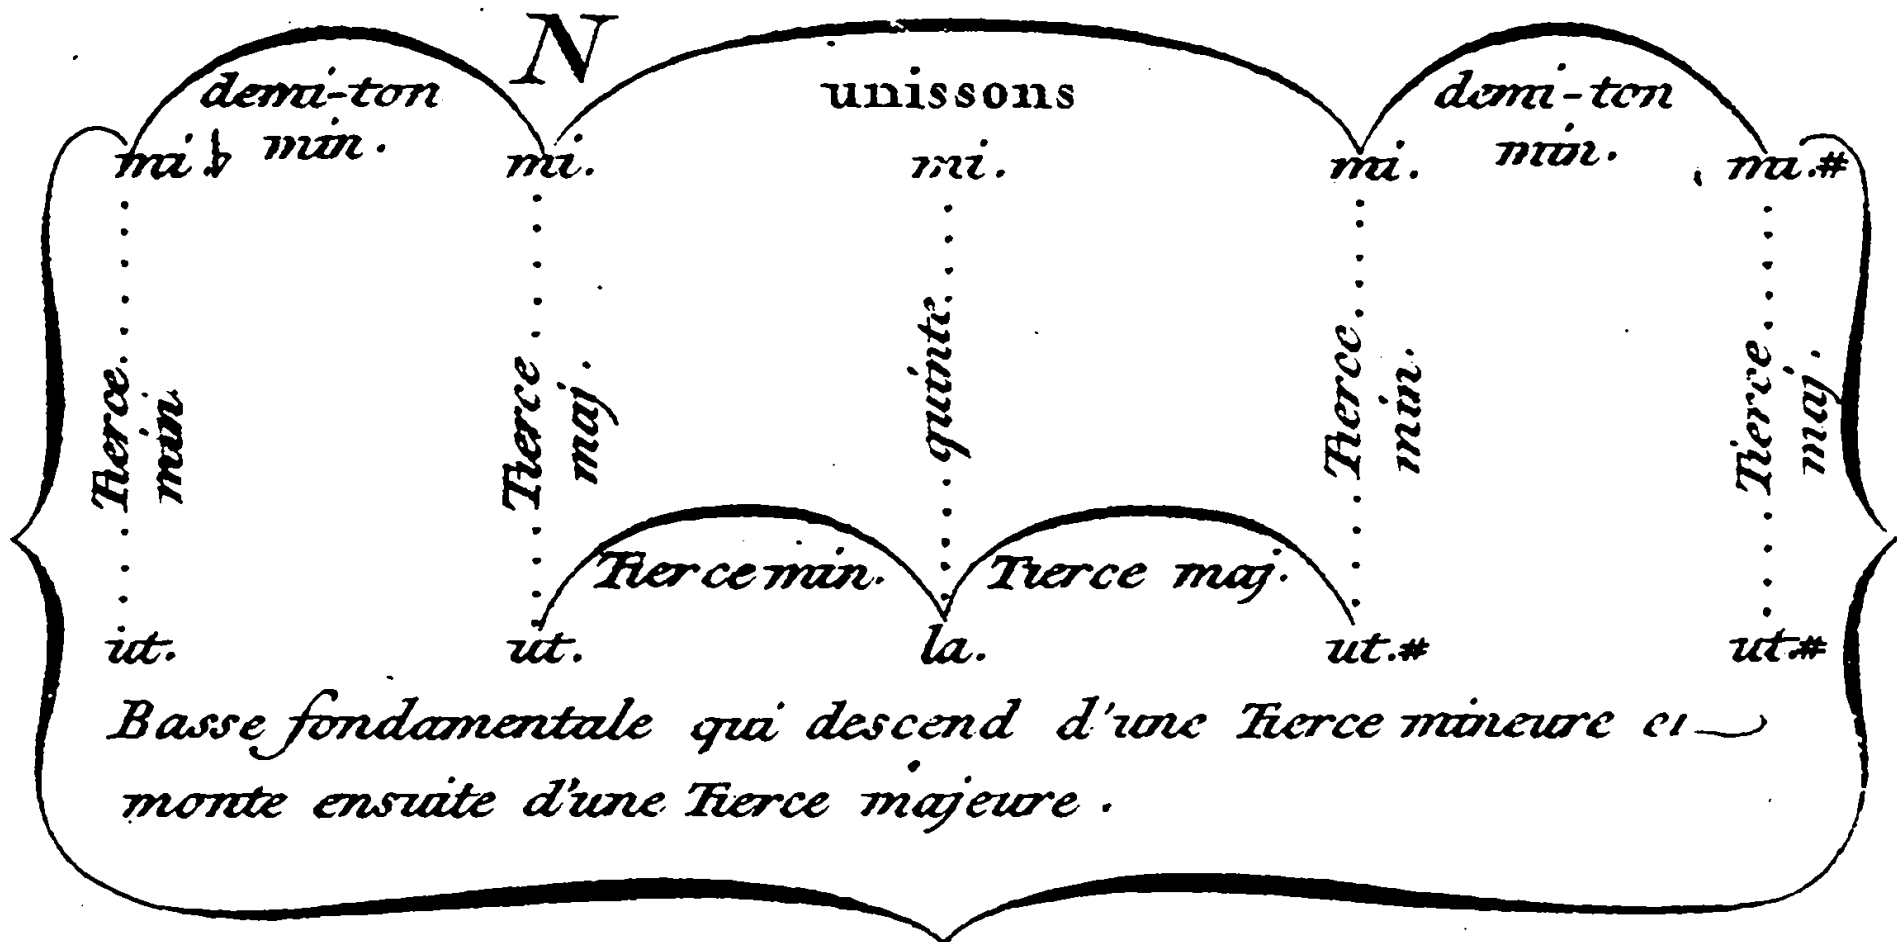 N
demi-ton min.
unissons
demi-ton min.
mi♭ mi. mi. mi. mi.#
Tierce min
Tierce maj.
quinte
Tierce min.
Tierce maj.
Tierce min.
Tierce maj.
ut. ut. la. ut.# ut.#
Basse fondamentale qui descend d'une Tierce mineure et
monte ensuite d'une Tierce majeure.